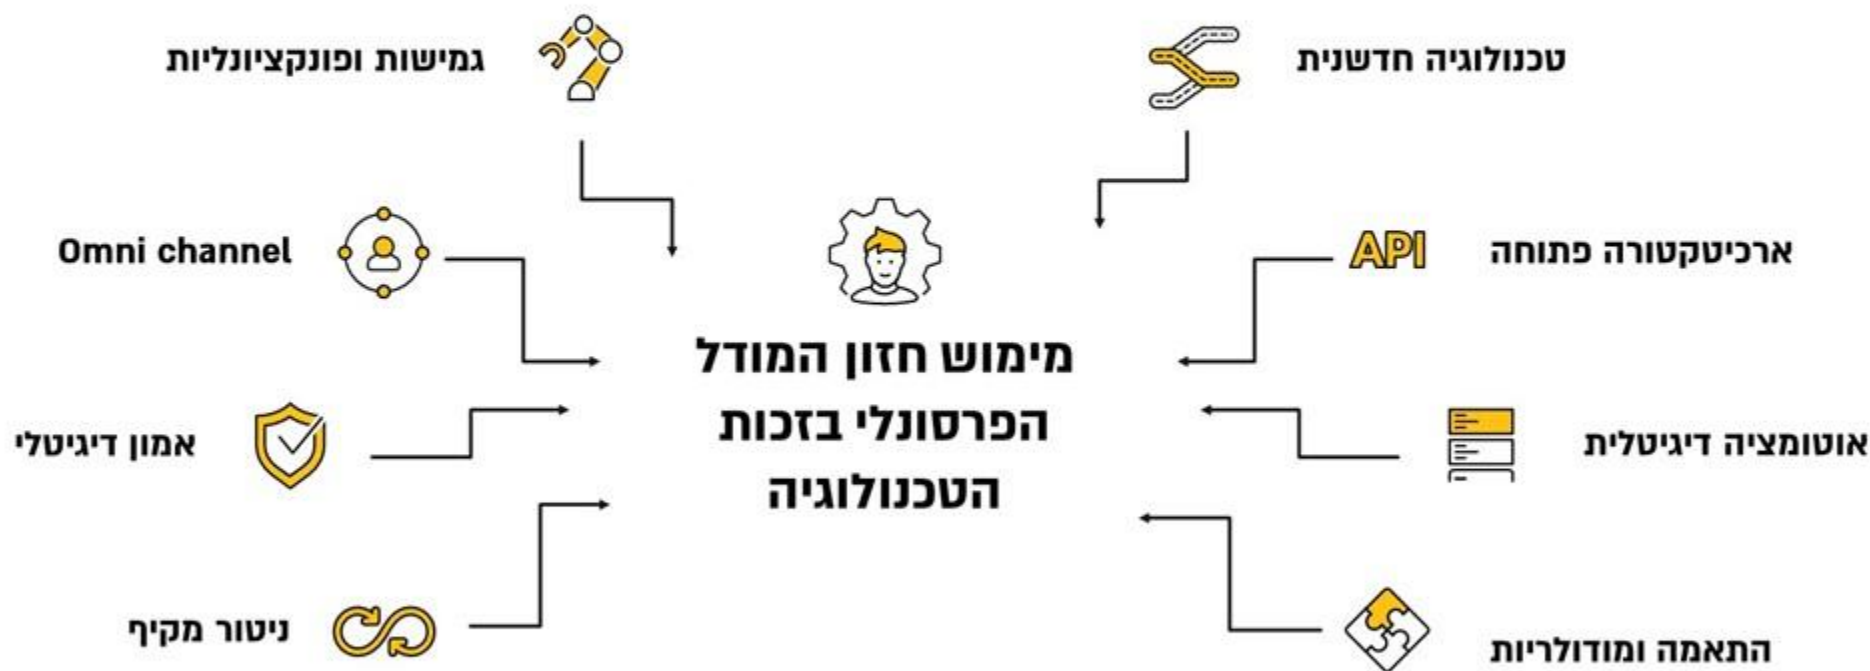 טכנולוגיה חדשנית
גמישות ופונקציונליות
ארכיטקטורה פתוחה
API
Omni channel
מימוש חזון המודל
הפרסונלי בזכות
הטכנולוגיה
אוטומציה דיגיטלית
אמון דיגיטלי
התאמה ומודולריות
ניטור מקיף